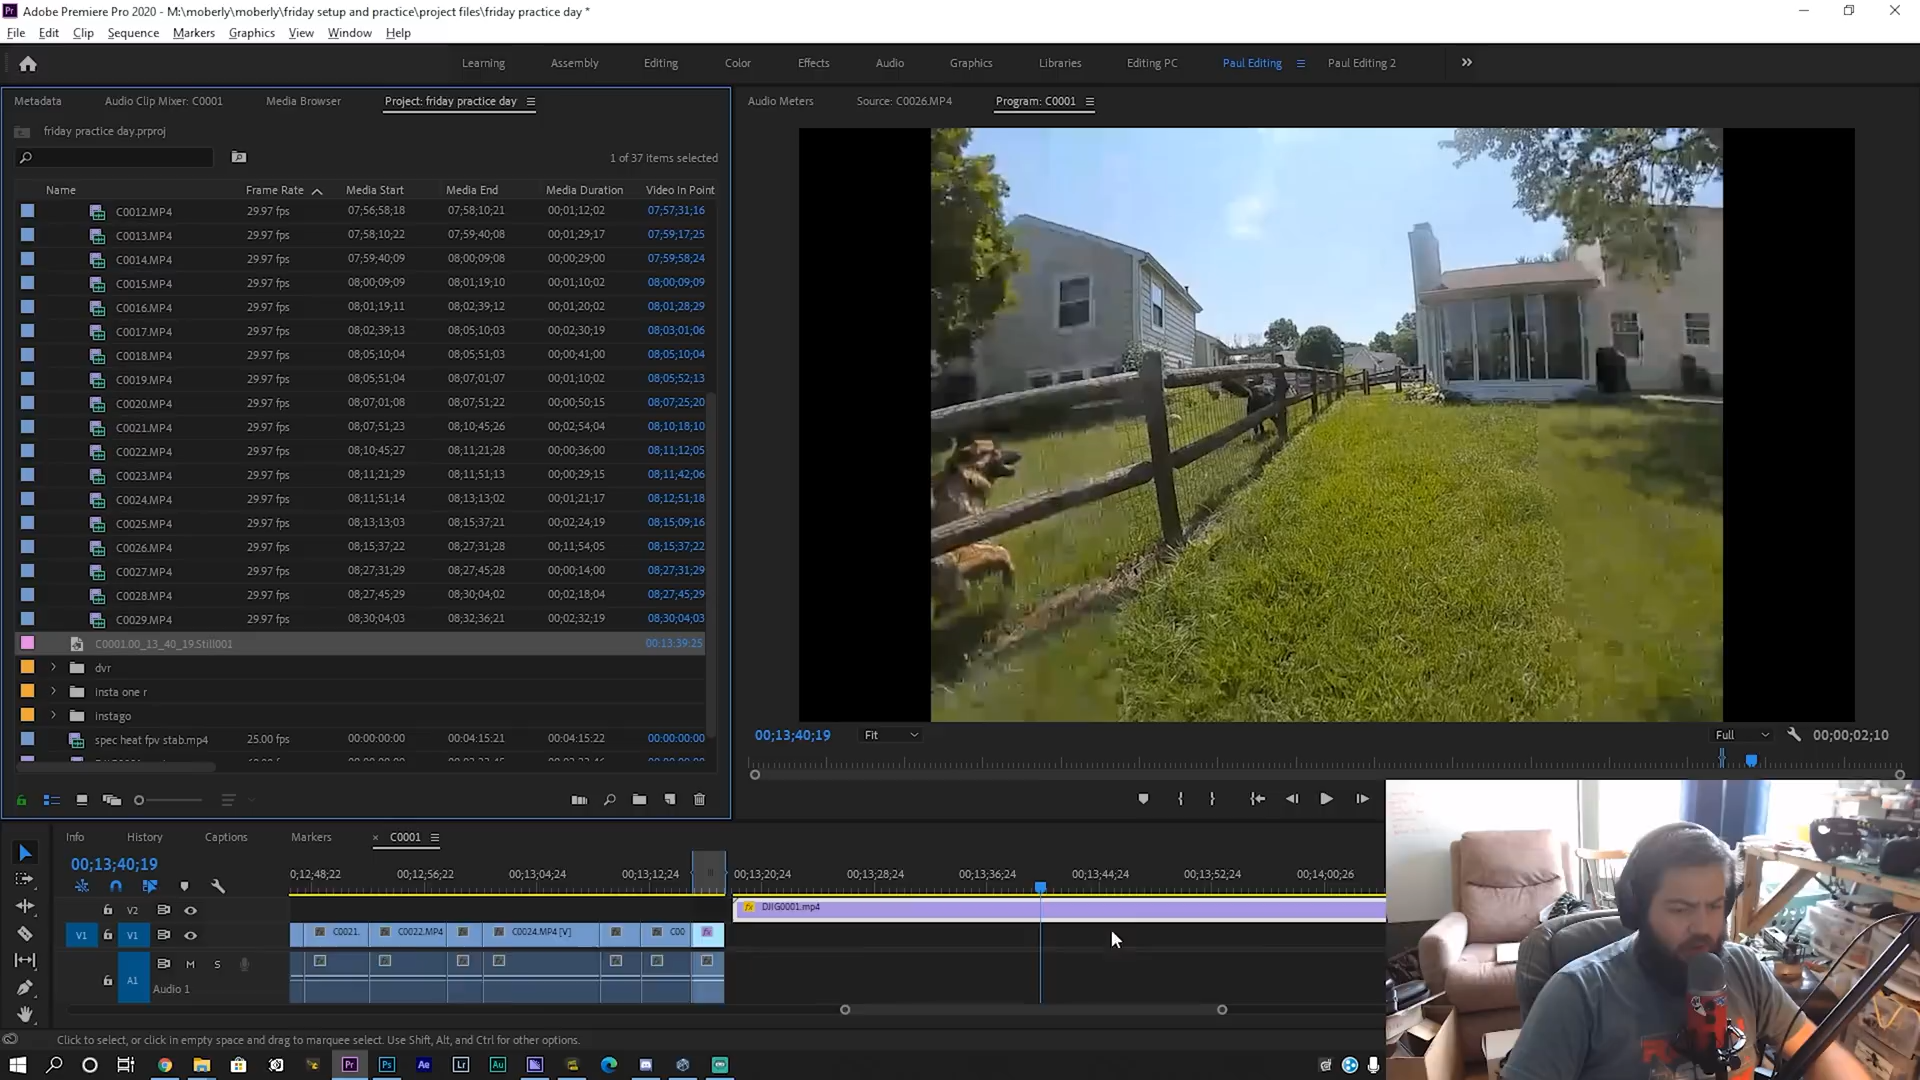 Adobe Premiere Pro 2020 - M:\moberly\moberly\friday setup and practice\project files\friday practice day *
File Edit Clip Sequence Markers Graphics View Window Help
Learning Assembly Editing Color Effects Audio Graphics Libraries Editing PC Paul Editing Paul Editing 2
Metadata Audio Clip Mixer: C0001 Media Browser Project: friday practice day
Audio Meters Source: C0026.MP4 Program: C0001
friday practice day.prproj
1 of 37 items selected
Name Frame Rate Media Start Media End Media Duration Video In Point
C0012.MP4 29.97 fps 07;56;58;18 07;58;10;21 00;01;12;02 07;57;31;16
C0013.MP4 29.97 fps 07;58;10;22 07;59;40;08 00;01;29;17 07;59;17;25
C0014.MP4 29.97 fps 07;59;40;09 08;00;09;08 00;00;29;00 07;59;58;24
C0015.MP4 29.97 fps 08;00;09;09 08;01;19;10 00;01;10;02 08;00;09;09
C0016.MP4 29.97 fps 08;01;19;11 08;02;39;12 00;01;20;02 08;01;28;29
C0017.MP4 29.97 fps 08;02;39;13 08;05;10;03 00;02;30;19 08;03;01;06
C0018.MP4 29.97 fps 08;05;10;04 08;05;51;03 00;00;41;00 08;05;10;04
C0019.MP4 29.97 fps 08;05;51;04 08;07;01;07 00;01;10;02 08;05;52;13
C0020.MP4 29.97 fps 08;07;01;08 08;07;51;22 00;00;50;15 08;07;25;20
C0021.MP4 29.97 fps 08;07;51;23 08;10;45;26 00;02;54;04 08;10;18;10
C0022.MP4 29.97 fps 08;10;45;27 08;11;21;28 00;00;36;00 08;11;12;05
C0023.MP4 29.97 fps 08;11;21;29 08;11;51;13 00;00;29;15 08;11;42;06
C0024.MP4 29.97 fps 08;11;51;14 08;13;13;02 00;01;21;17 08;12;51;18
C0025.MP4 29.97 fps 08;13;13;03 08;15;37;21 00;02;24;19 08;15;09;16
C0026.MP4 29.97 fps 08;15;37;22 08;27;31;28 00;11;54;05 08;15;37;22
C0027.MP4 29.97 fps 08;27;31;29 08;27;45;28 00;00;14;00 08;27;31;29
C0028.MP4 29.97 fps 08;27;45;29 08;30;04;02 00;02;18;04 08;27;45;29
C0029.MP4 29.97 fps 08;30;04;03 08;32;36;21 00;02;32;19 08;30;04;03
C0001.00_13_40_19.Still001 00:13:39:25
dvr
insta one r
instago
spec heat fpv stab.mp4 25.00 fps 00:00:00:00 00:04:15:21 00:04:15:22 00:00:00:00
00;13;40;19 Fit Full 00;00;02;10
Info History Captions Markers × C0001
00;13;40;19
0;12;48;22 00;12;56;22 00;13;04;24 00;13;12;24 00;13;20;24 00;13;28;24 00;13;36;24 00;13;44;24 00;13;52;24 00;14;00;26
V2 DJIG0001.mp4
V1 V1 C0021. C0022.MP4 C0024.MP4 [V] C00
A1 M S
Audio 1
Click to select, or click in empty space and drag to marquee select. Use Shift, Alt, and Ctrl for other options.
Pr Ps Ae Lr Au